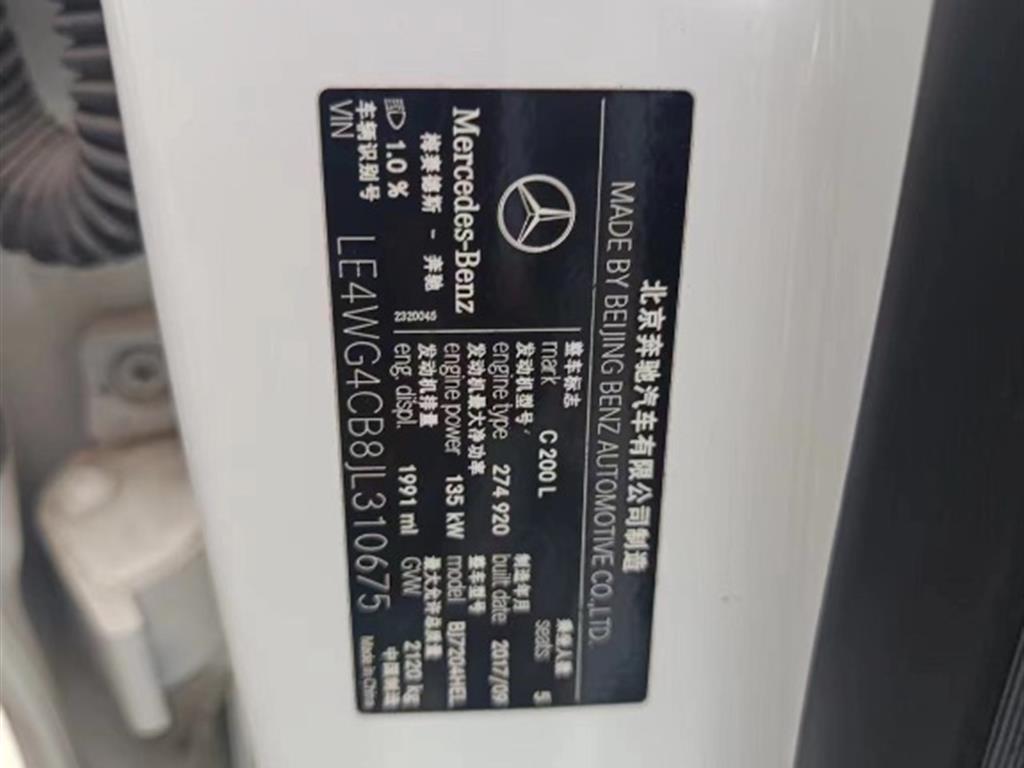 北京奔驰汽车有限公司制造
MADE BY BEIJING BENZ AUTOMOTIVE CO.,LTD.
Mercedes-Benz
梅赛德斯 - 奔驰
2320045
1.0 %
整车标志
mark C 200 L
乘坐人数
seats 5
发动机型号
engine type 274 920
制造年月
built date 2017/09
发动机最大净功率
engine power 135 kW
整车型号
model BJ7204HEL
发动机排量
eng. displ. 1991 ml
最大允许总质量
GVW 2120 kg
车辆识别号
VIN LE4WG4CB8JL310675
中国制造
Made in China